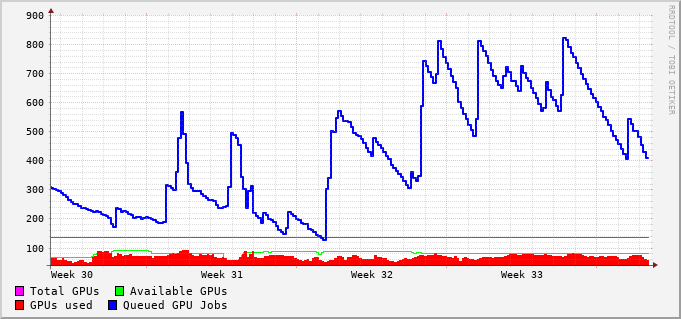 900
800
700
600
500
400
300
200
100
Week 30 Week 31 Week 32 Week 33
Total GPUs Available GPUs
GPUs used Queued GPU Jobs
RRDTOOL / TOBI OETIKER